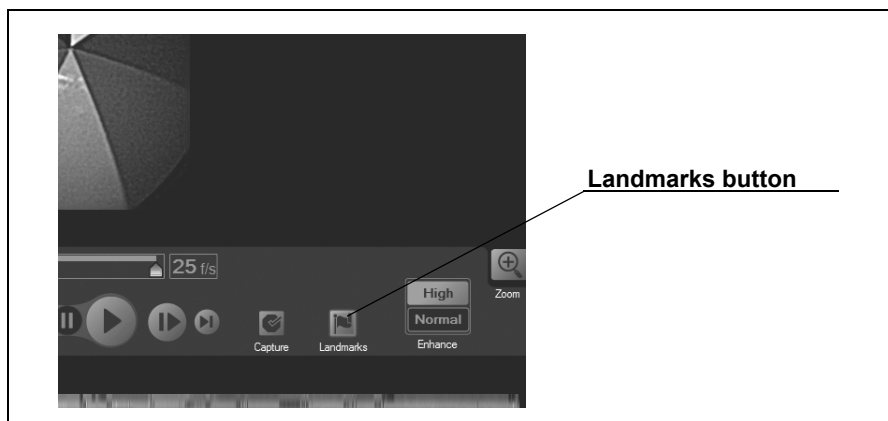 Landmarks button
25 f/s
High
Zoom
Normal
Capture
Landmarks
Enhance